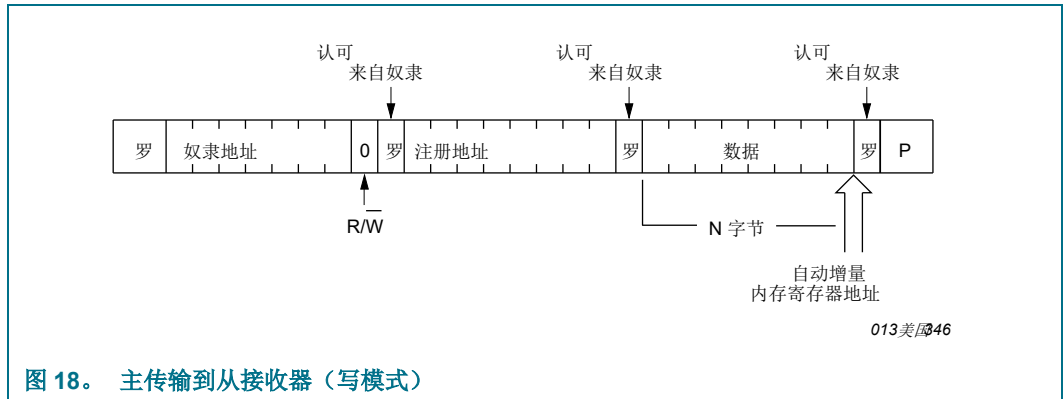 认可
来自奴隶
认可
来自奴隶
认可
来自奴隶
罗 奴隶地址 0 罗 注册地址 罗 数据 罗 P
R/W̅
N 字节
自动增量
内存寄存器地址
013美国346
图 18。 主传输到从接收器（写模式）